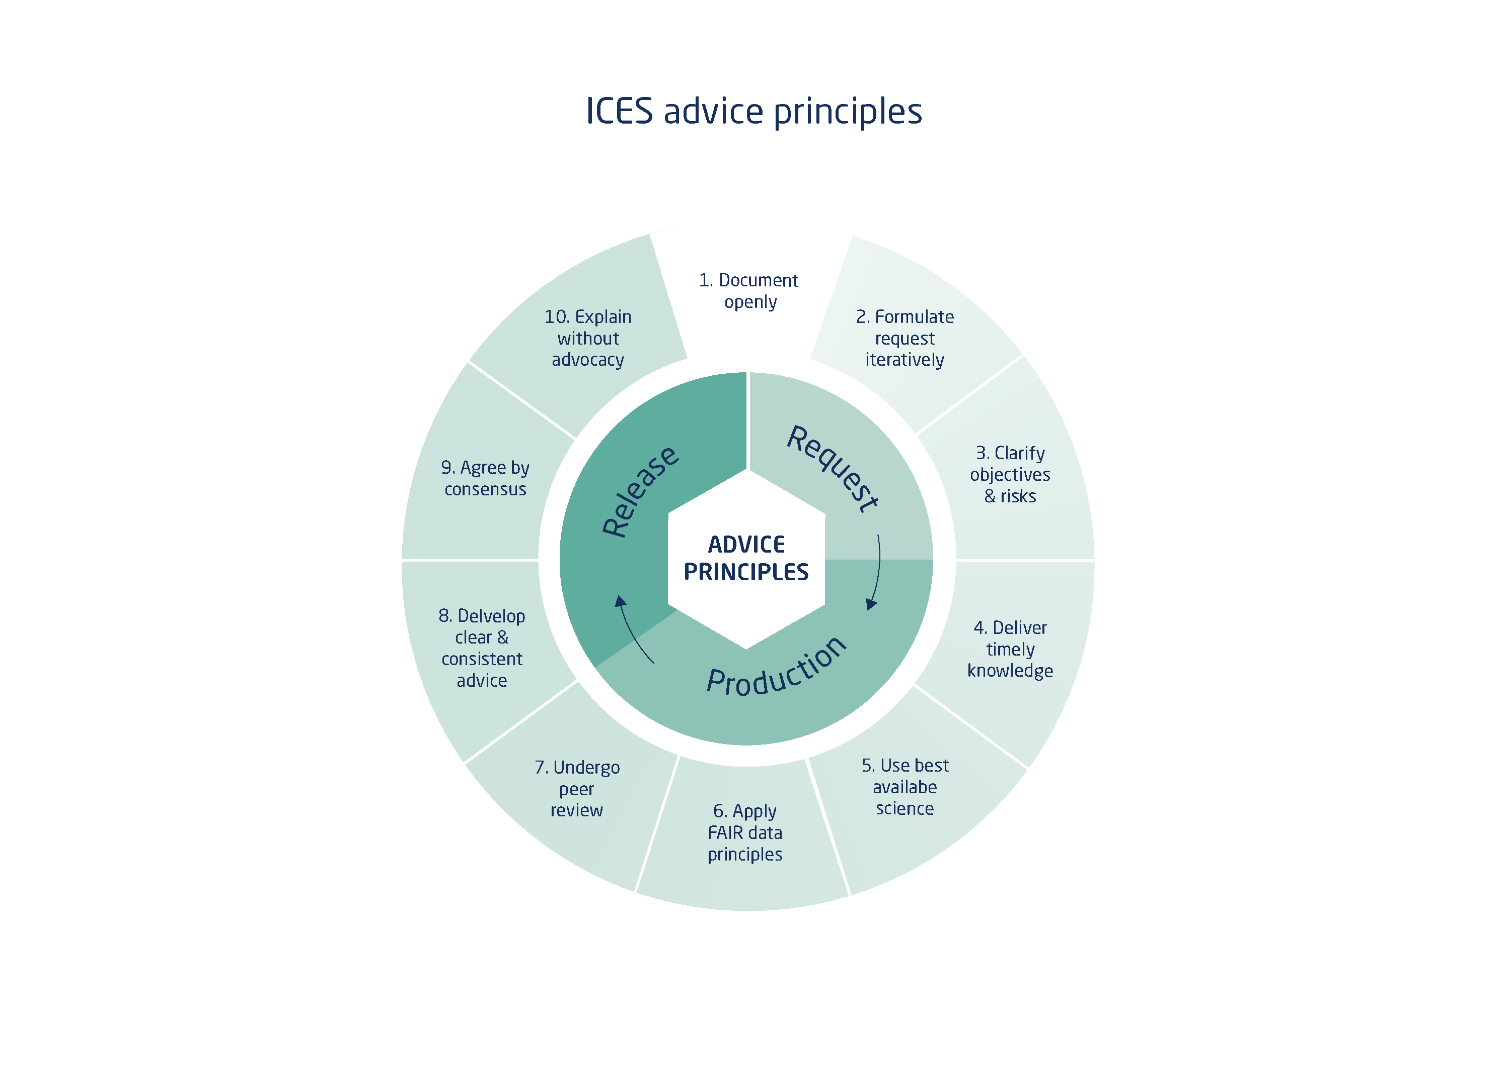 ICES advice principles
1. Document
openly
2. Formulate
request
iteratively
3. Clarify
objectives
& risks
4. Deliver
timely
knowledge
5. Use best
availabe
science
6. Apply
FAIR data
principles
7. Undergo
peer
review
8. Delvelop
clear &
consistent
advice
9. Agree by
consensus
10. Explain
without
advocacy
Request
Production
Release
ADVICE
PRINCIPLES